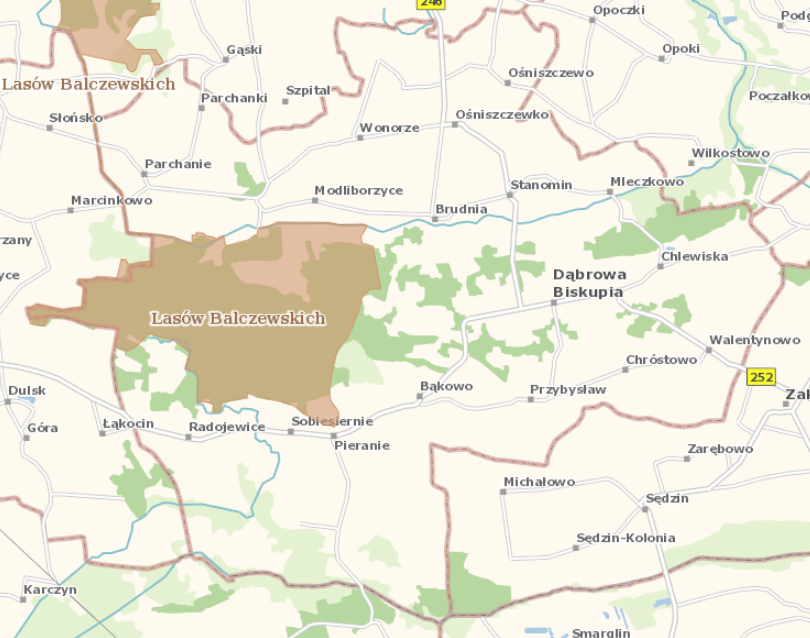 246
Opoczki
Gąski
Opoki
Lasów Balczewskich
Ośniszczewo
Szpital
Parchanki
Słońsko
Ośniszczewko
Wonorze
Wilkostowo
Parchanie
Mleczkowo
Stanomin
Modliborzyce
Marcinkowo
Brudnia
Chlewiska
Dąbrowa
Biskupia
Lasów Balczewskich
Walentynowo
Chróstowo
252
Bąkowo
Przybysław
Dulsk
Góra
Łąkocin
Radojewice
Sobiesiernie
Pieranie
Zarębowo
Michałowo
Sędzin
Sędzin-Kolonia
Karczyn
Smarglin